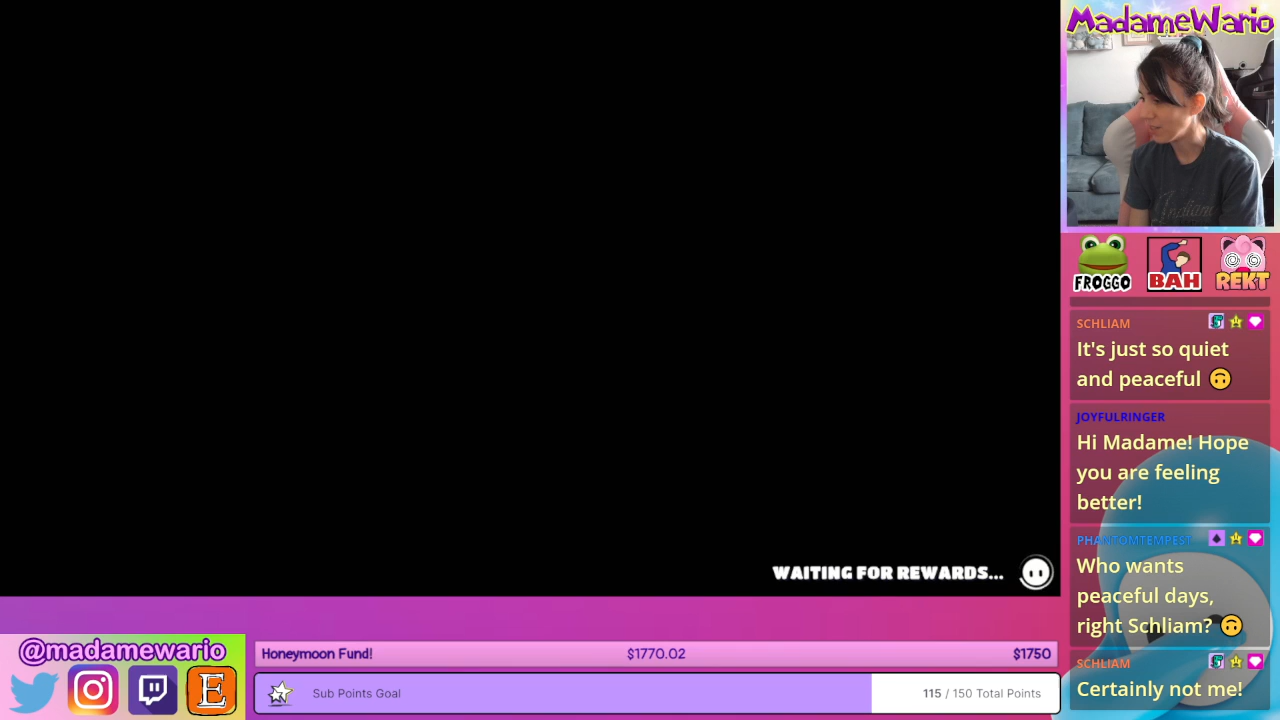 MadameWario
FROGGO
BAH
REKT
SCHLIAM
It's just so quiet
and peaceful 🙃
JOYFULRINGER
Hi Madame! Hope
you are feeling
better!
PHANTOMTEMPEST
Who wants
peaceful days,
right Schliam? 🙃
SCHLIAM
Certainly not me!
WAITING FOR REWARDS...
@madamewario
E
Honeymoon Fund! $1770.02 $1750
Sub Points Goal 115 / 150 Total Points